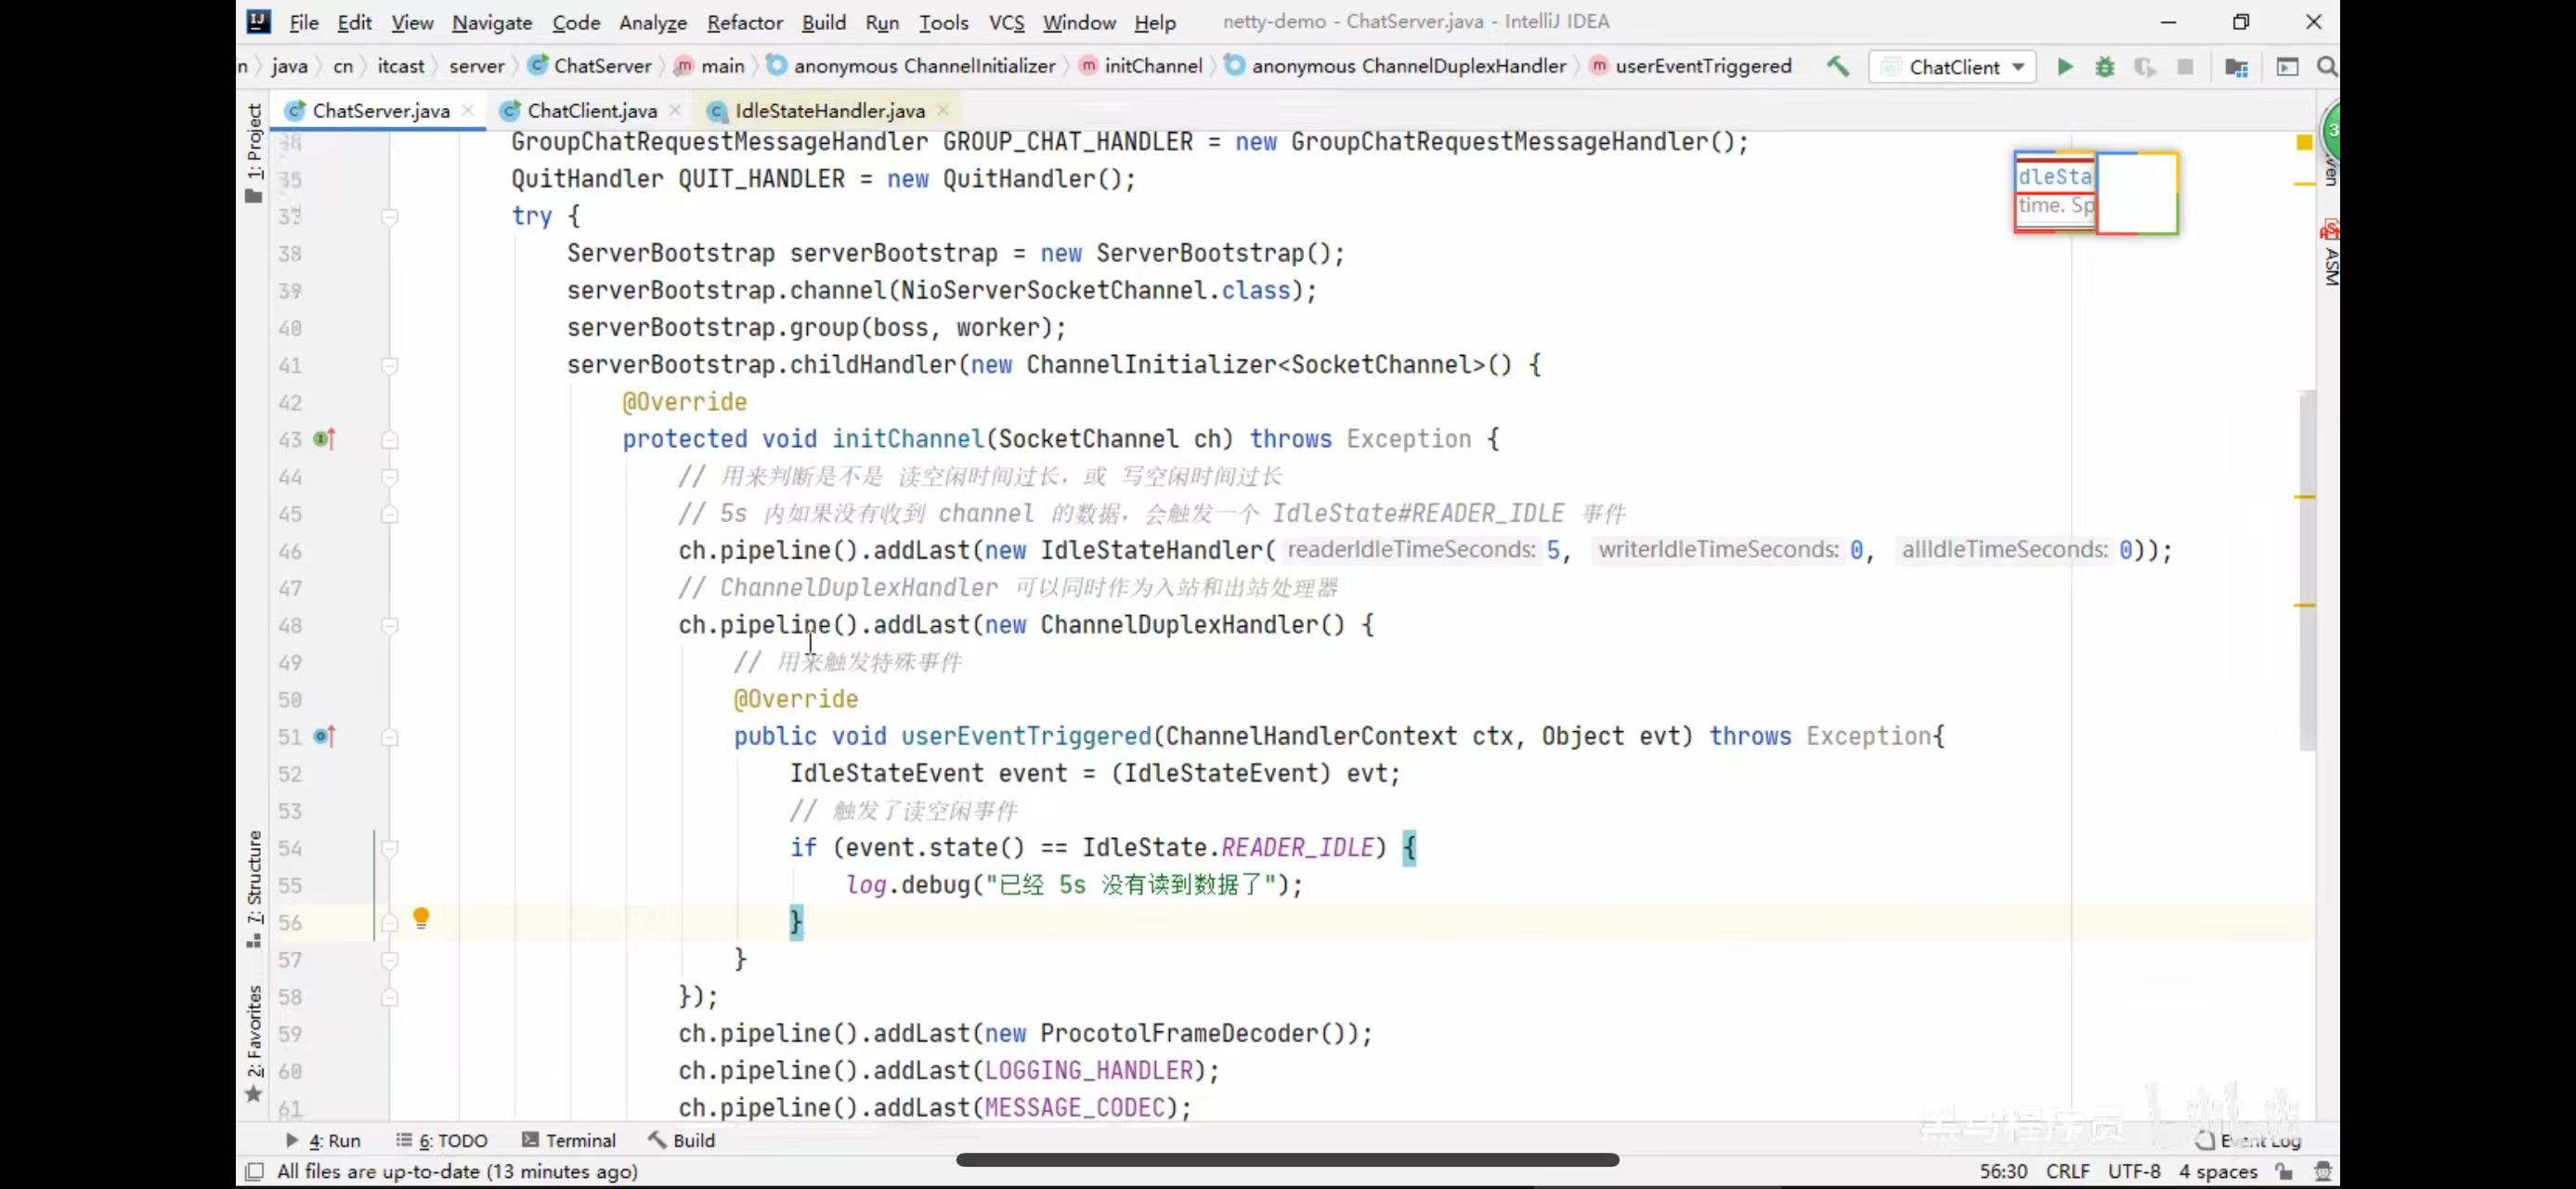 File Edit View Navigate Code Analyze Refactor Build Run Tools VCS Window Help netty-demo - ChatServer.java - IntelliJ IDEA
n java cn itcast server ChatServer main anonymous ChannelInitializer initChannel anonymous ChannelDuplexHandler userEventTriggered ChatClient
ChatServer.java ChatClient.java IdleStateHandler.java
1: Project
GroupChatRequestMessageHandler GROUP_CHAT_HANDLER = new GroupChatRequestMessageHandler();
35 QuitHandler QUIT_HANDLER = new QuitHandler();
try {
38 ServerBootstrap serverBootstrap = new ServerBootstrap();
39 serverBootstrap.channel(NioServerSocketChannel.class);
40 serverBootstrap.group(boss, worker);
41 serverBootstrap.childHandler(new ChannelInitializer<SocketChannel>() {
42 @Override
43 protected void initChannel(SocketChannel ch) throws Exception {
44 // 用来判断是不是 读空闲时间过长，或 写空闲时间过长
45 // 5s 内如果没有收到 channel 的数据，会触发一个 IdleState#READER_IDLE 事件
46 ch.pipeline().addLast(new IdleStateHandler( readerIdleTimeSeconds: 5, writerIdleTimeSeconds: 0, allIdleTimeSeconds: 0));
47 // ChannelDuplexHandler 可以同时作为入站和出站处理器
48 ch.pipeline().addLast(new ChannelDuplexHandler() {
49 // 用来触发特殊事件
50 @Override
51 public void userEventTriggered(ChannelHandlerContext ctx, Object evt) throws Exception{
52 IdleStateEvent event = (IdleStateEvent) evt;
53 // 触发了读空闲事件
54 if (event.state() == IdleState.READER_IDLE) {
55 log.debug("已经 5s 没有读到数据了");
56 }
57 }
58 });
59 ch.pipeline().addLast(new ProcotolFrameDecoder());
60 ch.pipeline().addLast(LOGGING_HANDLER);
61 ch.pipeline().addLast(MESSAGE_CODEC);
dleSta
time. Sp
3
ven
ASM
7: Structure
2: Favorites
黑马程序员
4: Run 6: TODO Terminal Build Event Log
All files are up-to-date (13 minutes ago) 56:30 CRLF UTF-8 4 spaces